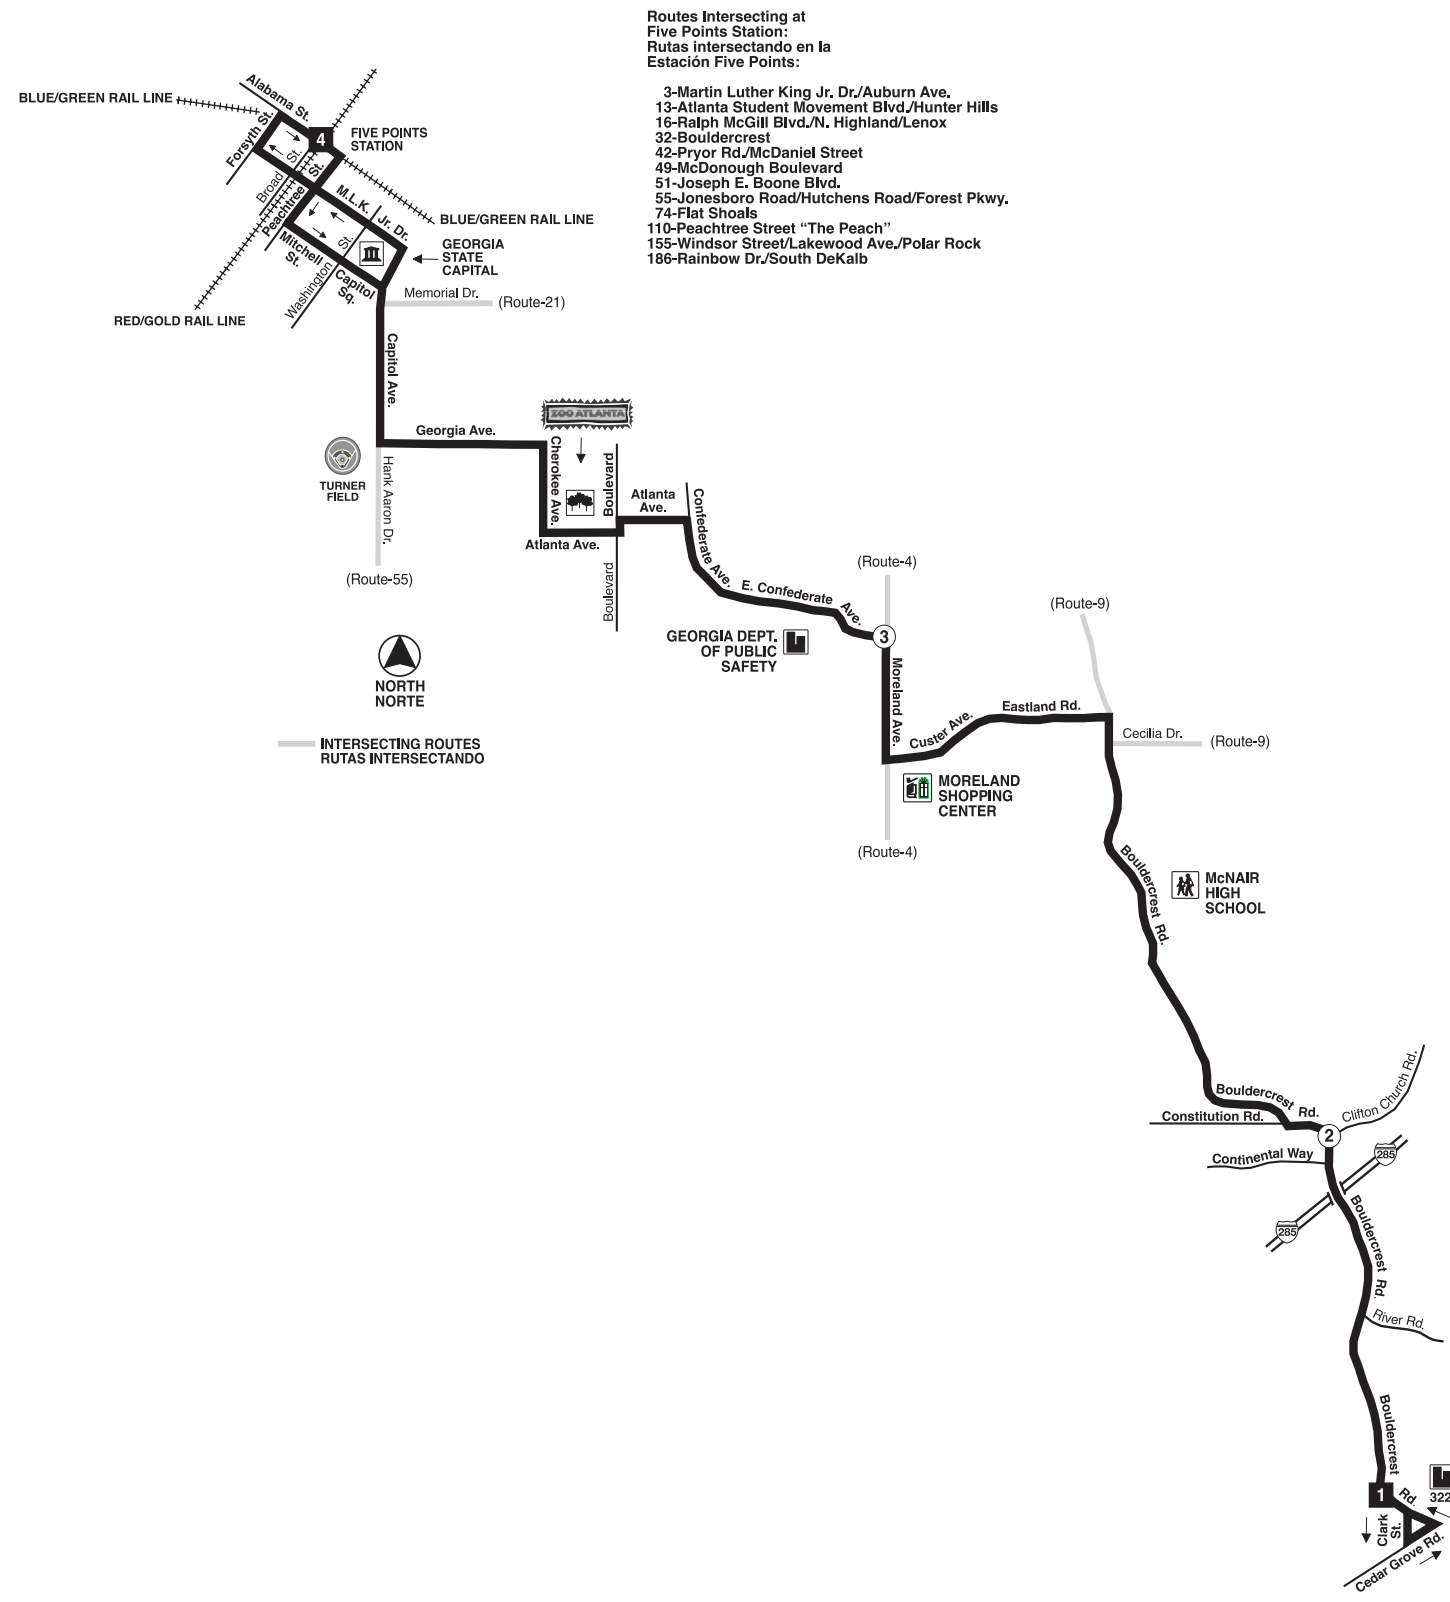 Routes Intersecting at
Five Points Station:
Rutas intersectando en la
Estación Five Points:
3-Martin Luther King Jr. Dr./Auburn Ave.
13-Atlanta Student Movement Blvd./Hunter Hills
16-Ralph McGill Blvd./N. Highland/Lenox
32-Bouldercrest
42-Pryor Rd./McDaniel Street
49-McDonough Boulevard
51-Joseph E. Boone Blvd.
55-Jonesboro Road/Hutchens Road/Forest Pkwy.
74-Flat Shoals
110-Peachtree Street “The Peach”
155-Windsor Street/Lakewood Ave./Polar Rock
186-Rainbow Dr./South DeKalb
BLUE/GREEN RAIL LINE
Alabama St.
Forsyth St.
4
FIVE POINTS
STATION
Broad
St.
Peachtree
St.
M.L.K.
Jr. Dr.
BLUE/GREEN RAIL LINE
Mitchell
St.
Washington
St.
Capitol
Sq.
GEORGIA
STATE
CAPITAL
RED/GOLD RAIL LINE
Memorial Dr.
(Route-21)
Capitol Ave.
Georgia Ave.
ZOO ATLANTA
TURNER
FIELD
Hank Aaron Dr.
(Route-55)
Cherokee Ave.
Boulevard
Atlanta
Ave.
Atlanta Ave.
Boulevard
Confederate Ave.
E. Confederate
Ave.
(Route-4)
3
GEORGIA DEPT.
OF PUBLIC
SAFETY
NORTH
NORTE
INTERSECTING ROUTES
RUTAS INTERSECTANDO
Moreland Ave.
Custer Ave.
Eastland Rd.
(Route-9)
Cecilia Dr.
(Route-9)
MORELAND
SHOPPING
CENTER
(Route-4)
Bouldercrest Rd.
McNAIR
HIGH
SCHOOL
Bouldercrest Rd.
Constitution Rd.
Clifton Church Rd.
2
Continental Way
285
285
Bouldercrest Rd.
River Rd.
Bouldercrest
Rd.
1
322
Clark
St.
Cedar Grove Rd.